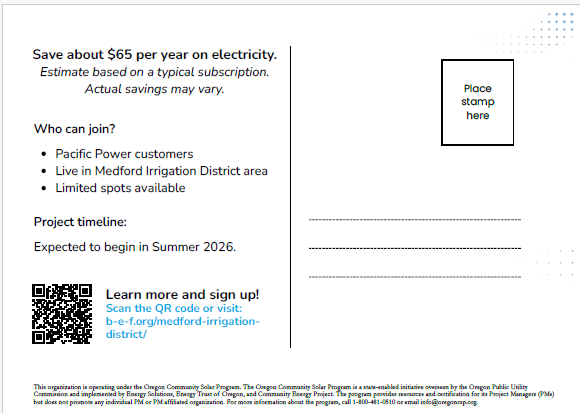 Save about $65 per year on electricity.
Estimate based on a typical subscription.
Actual savings may vary.
Who can join?
• Pacific Power customers
• Live in Medford Irrigation District area
• Limited spots available
Project timeline:
Expected to begin in Summer 2026.
Learn more and sign up!
Scan the QR code or visit:
b-e-f.org/medford-irrigation-
district/
Place
stamp
here
This organization is operating under the Oregon Community Solar Program. The Oregon Community Solar Program is a state-enabled initiative overseen by the Oregon Public Utility
Commission and implemented by Energy Solutions, Energy Trust of Oregon, and Community Energy Project. The program provides resources and certification for its Project Managers (PMs)
but does not promote any individual PM or PM affiliated organization. For more information about the program, call 1-800-481-0510 or email info@oregoncsp.org.